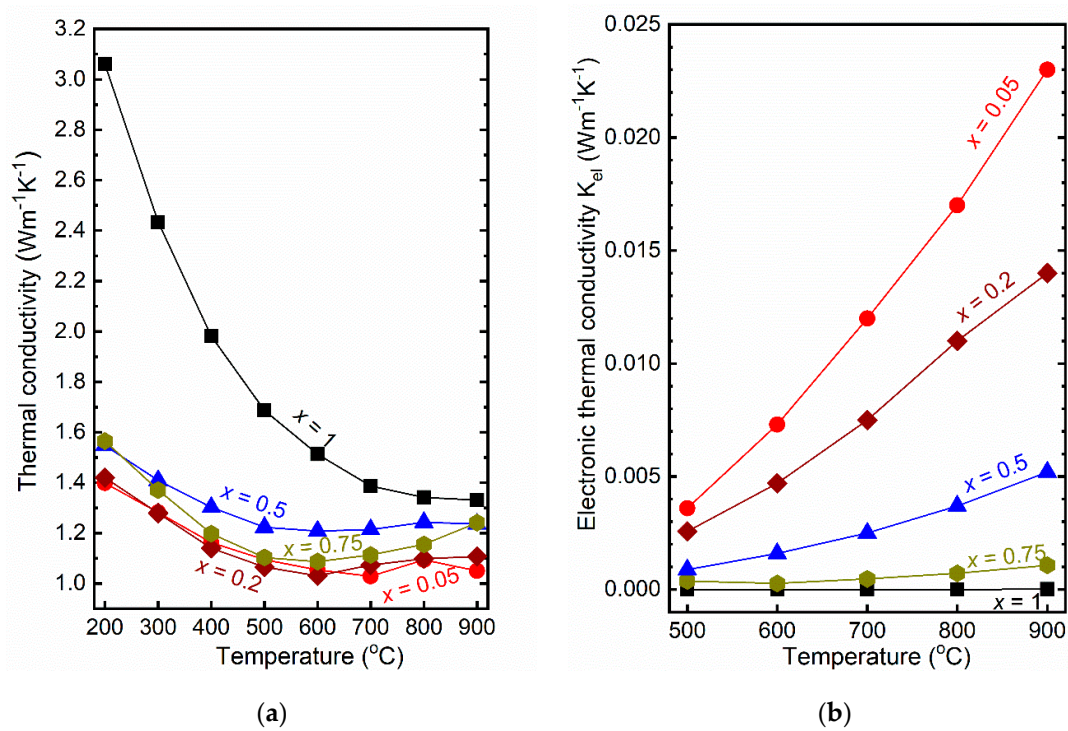 Thermal conductivity (Wm⁻¹K⁻¹)
3.2
3.0
2.8
2.6
2.4
2.2
2.0
1.8
1.6
1.4
1.2
1.0
x = 1
x = 0.5
x = 0.75
x = 0.2
x = 0.05
200 300 400 500 600 700 800 900
Temperature (°C)
(a)
Electronic thermal conductivity K_el (Wm⁻¹K⁻¹)
0.025
0.020
0.015
0.010
0.005
0.000
x = 0.05
x = 0.2
x = 0.5
x = 0.75
x = 1
500 600 700 800 900
Temperature (°C)
(b)